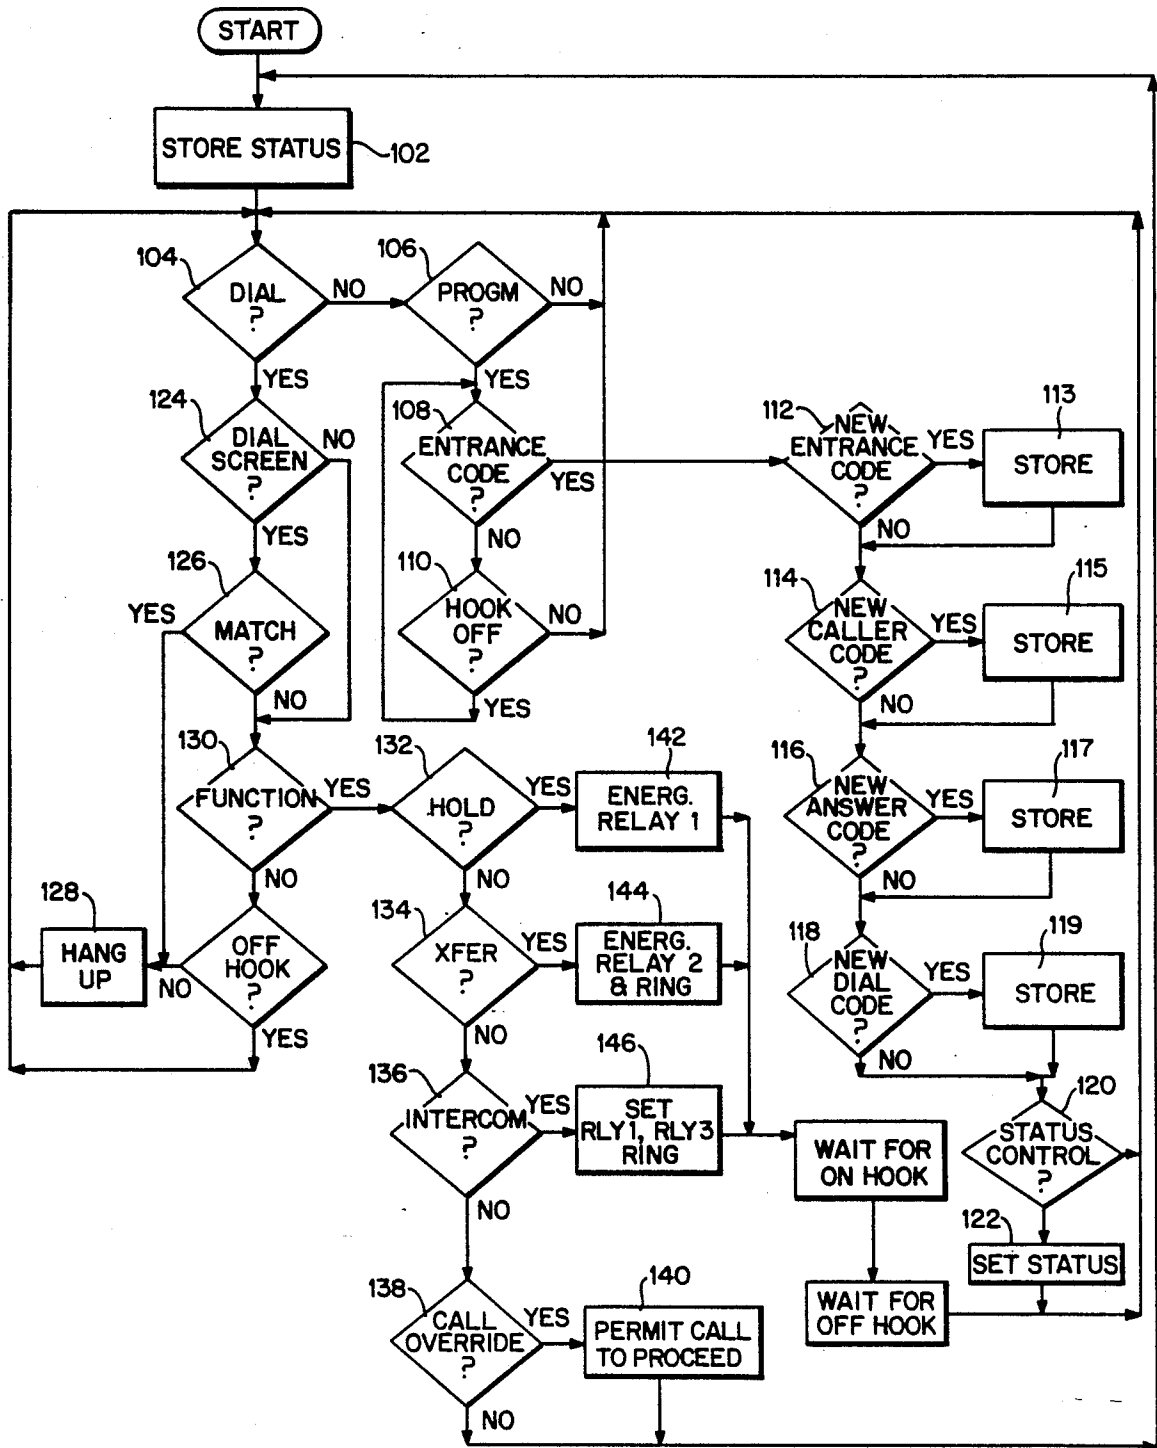 START
STORE STATUS
102
104
DIAL
?
NO
YES
106
PROGM
?
NO
YES
124
DIAL
SCREEN
?
NO
YES
108
ENTRANCE
CODE
?
YES
NO
112
NEW
ENTRANCE
CODE
?
YES
NO
113
STORE
126
MATCH
?
YES
NO
110
HOOK
OFF
?
NO
YES
114
NEW
CALLER
CODE
?
YES
NO
115
STORE
130
FUNCTION
?
YES
NO
132
HOLD
?
YES
NO
142
ENERG.
RELAY 1
116
NEW
ANSWER
CODE
?
YES
NO
117
STORE
128
HANG
UP
OFF
HOOK
?
NO
YES
134
XFER
?
YES
NO
144
ENERG.
RELAY 2
& RING
118
NEW
DIAL
CODE
?
YES
NO
119
STORE
136
INTERCOM
?
YES
NO
146
SET
RLY1, RLY3
RING
WAIT FOR
ON HOOK
120
STATUS
CONTROL
?
122
SET STATUS
WAIT FOR
OFF HOOK
138
CALL
OVERRIDE
?
YES
NO
140
PERMIT CALL
TO PROCEED